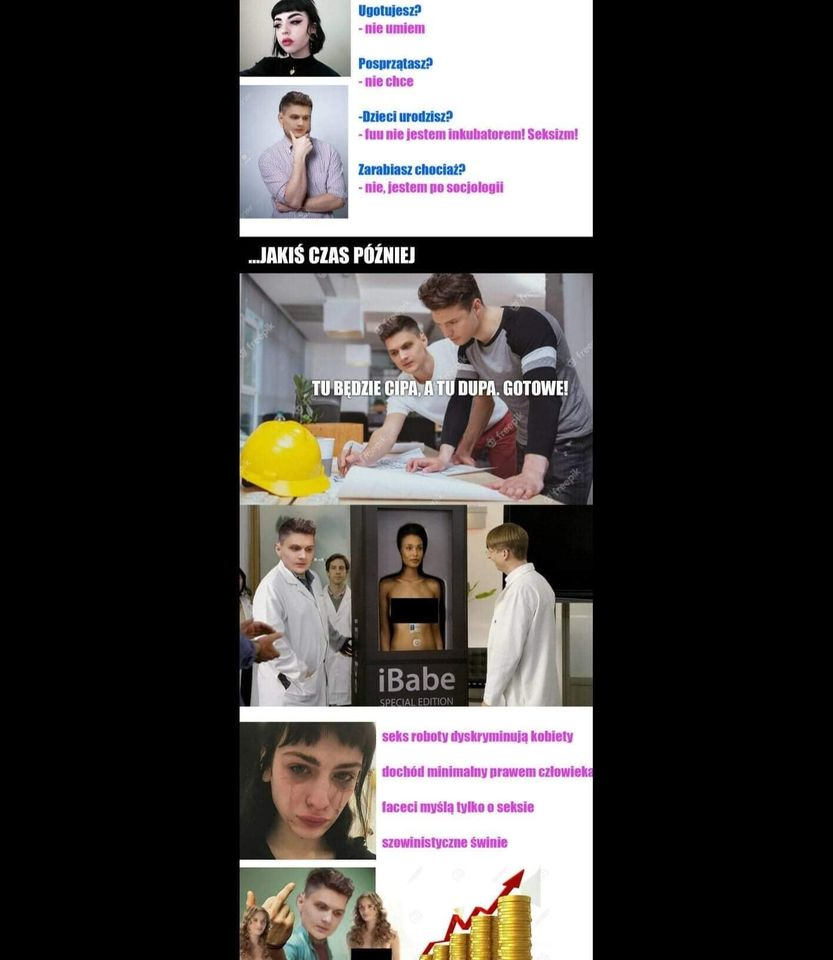 Ugotujesz?
- nie umiem
Posprzątasz?
- nie chce
-Dzieci urodzisz?
- fuu nie jestem inkubatorem! Seksizm!
Zarabiasz chociaż?
- nie, jestem po socjologii
...JAKIŚ CZAS PÓŹNIEJ
TU BĘDZIE CIPA, A TU DUPA. GOTOWE!
iBabe
SPECIAL EDITION
seks roboty dyskryminują kobiety
dochód minimalny prawem człowieka
faceci myślą tylko o seksie
szowinistyczne świnie